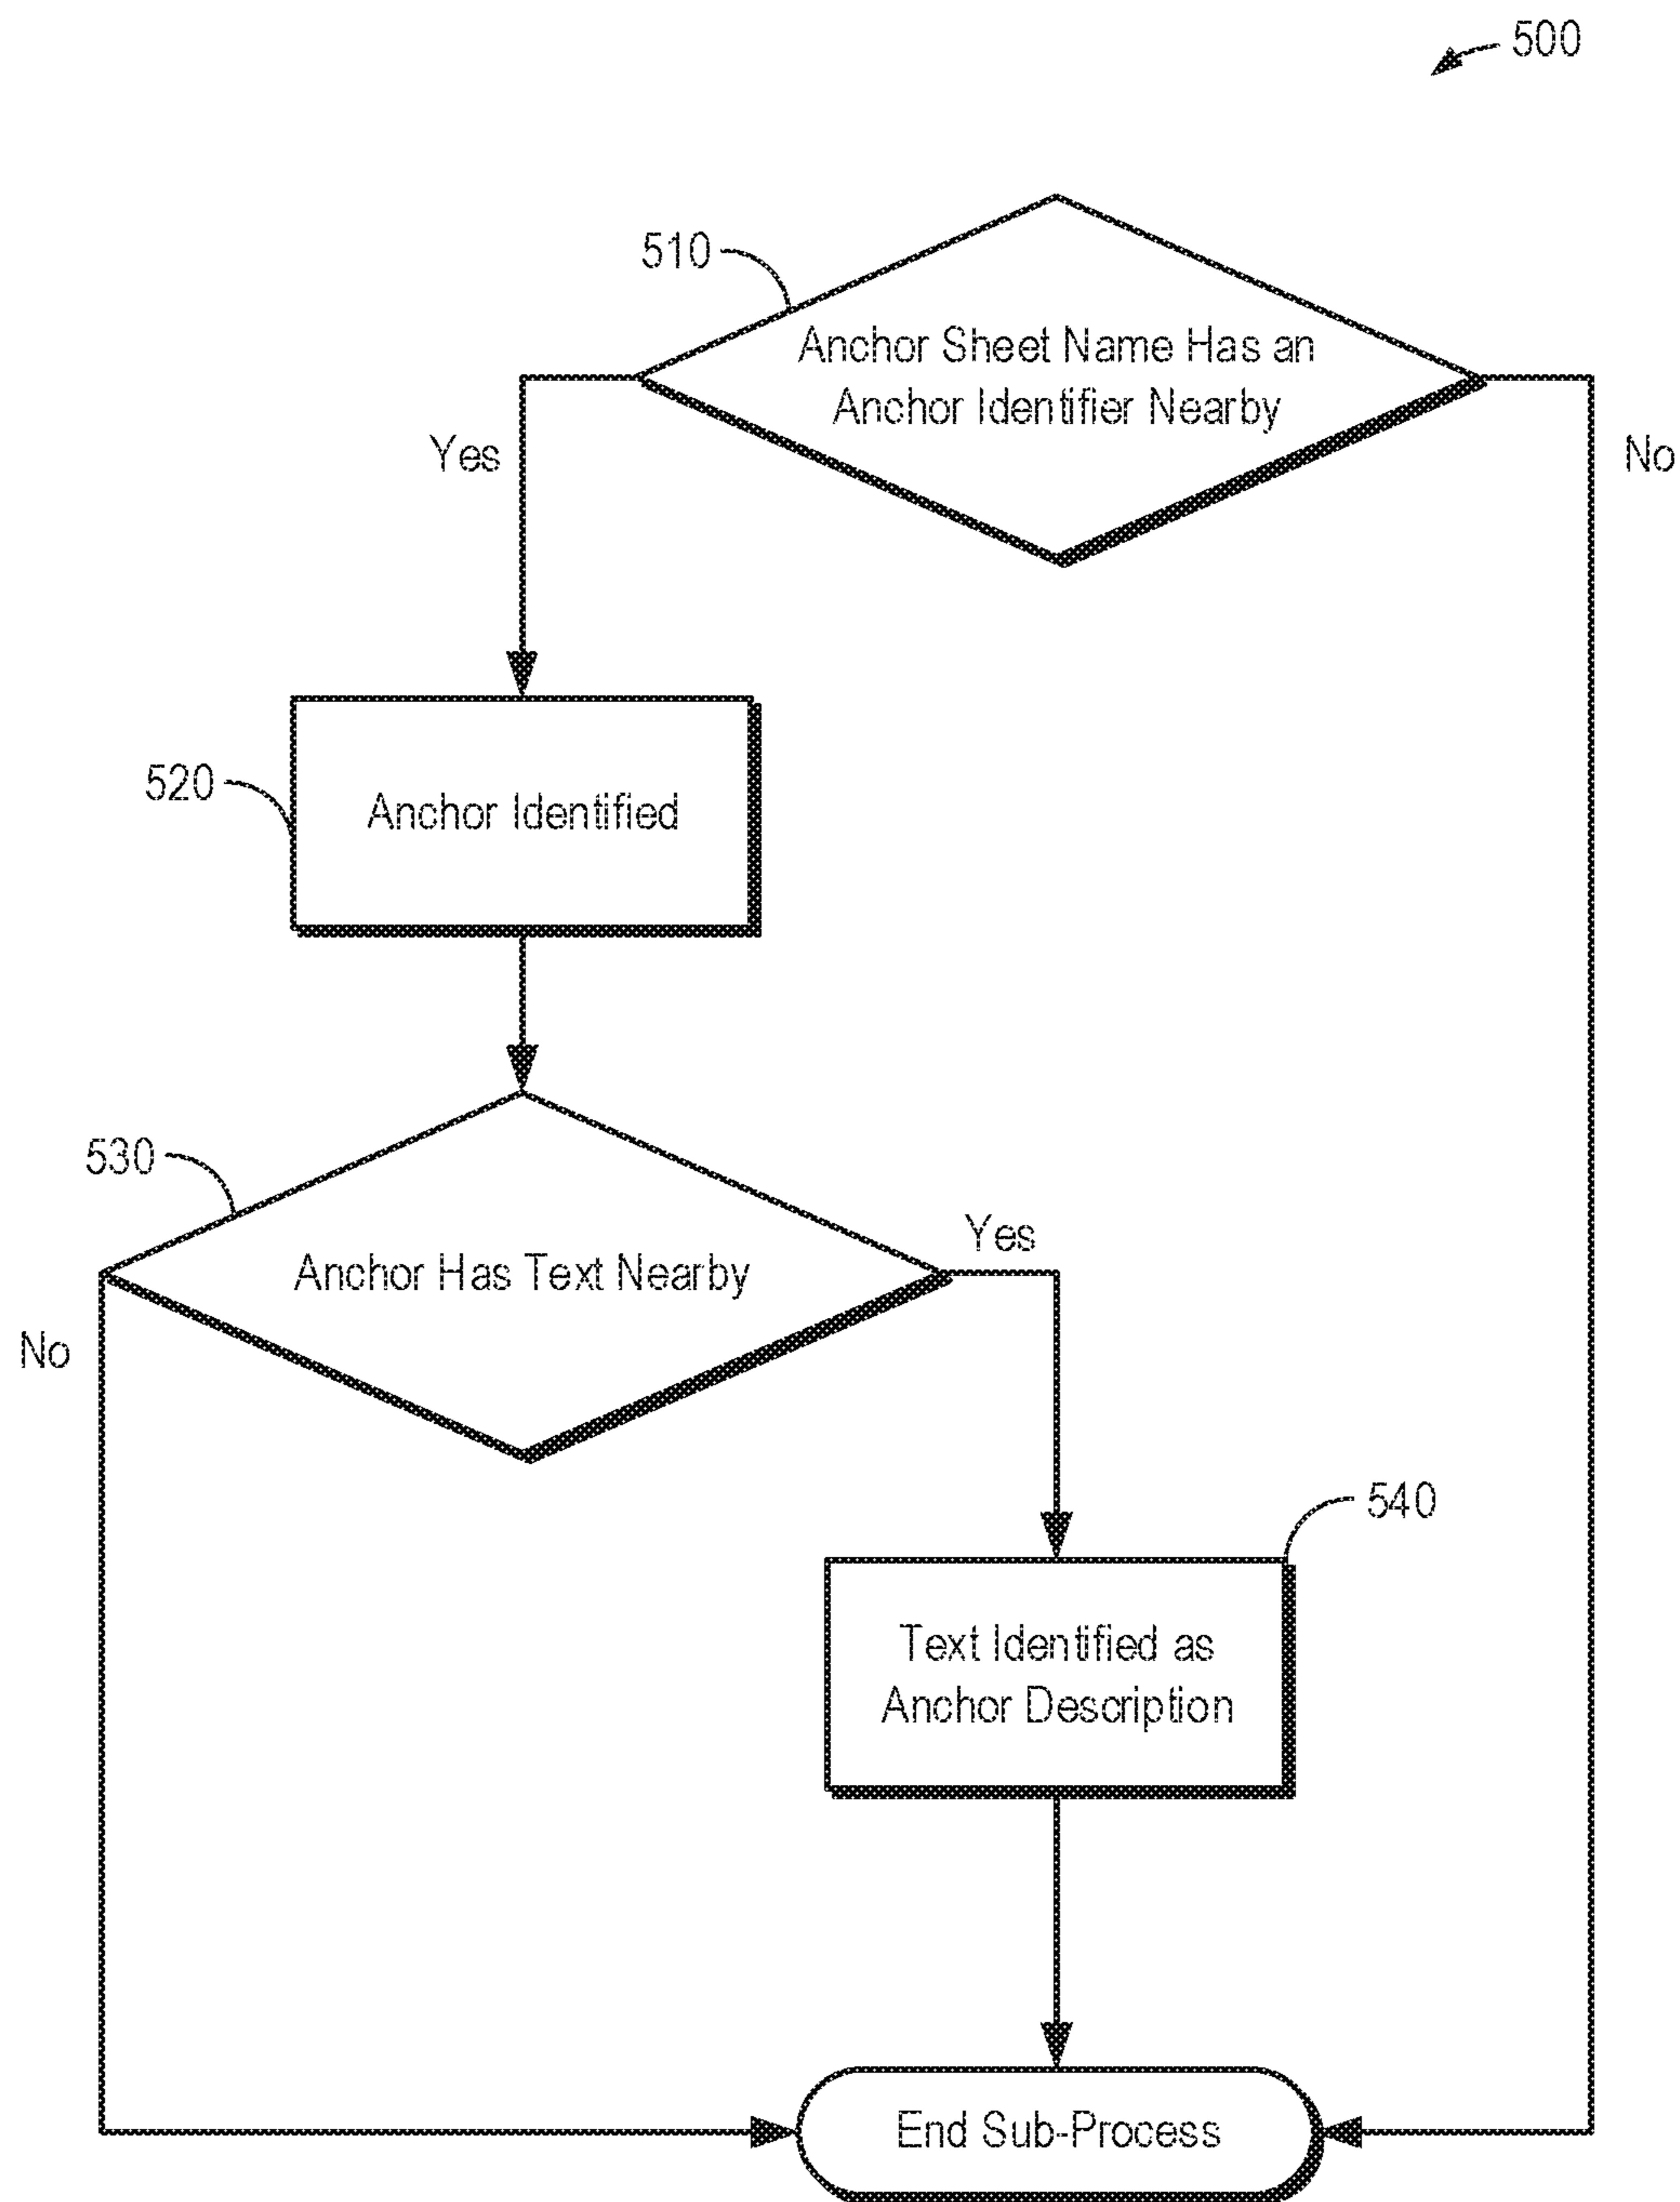 500
510
Anchor Sheet Name Has an
Anchor Identifier Nearby
Yes
No
520
Anchor Identified
530
Yes
Anchor Has Text Nearby
No
540
Text Identified as
Anchor Description
End Sub-Process